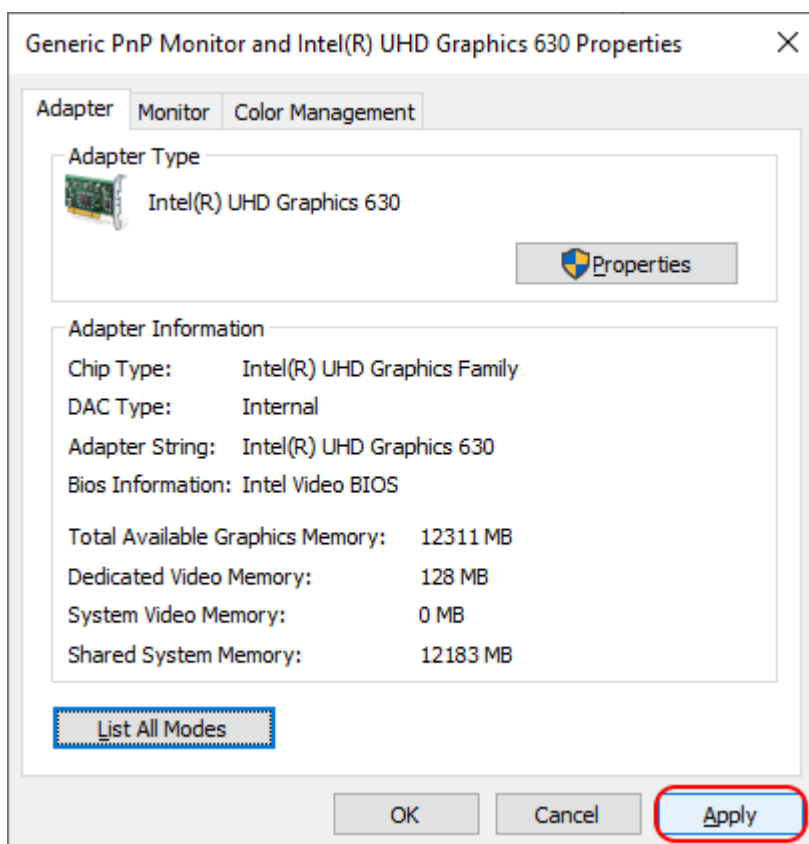 Generic PnP Monitor and Intel(R) UHD Graphics 630 Properties
Adapter Monitor Color Management
Adapter Type
Intel(R) UHD Graphics 630
Properties
Adapter Information
Chip Type: Intel(R) UHD Graphics Family
DAC Type: Internal
Adapter String: Intel(R) UHD Graphics 630
Bios Information: Intel Video BIOS
Total Available Graphics Memory: 12311 MB
Dedicated Video Memory: 128 MB
System Video Memory: 0 MB
Shared System Memory: 12183 MB
List All Modes
OK Cancel Apply